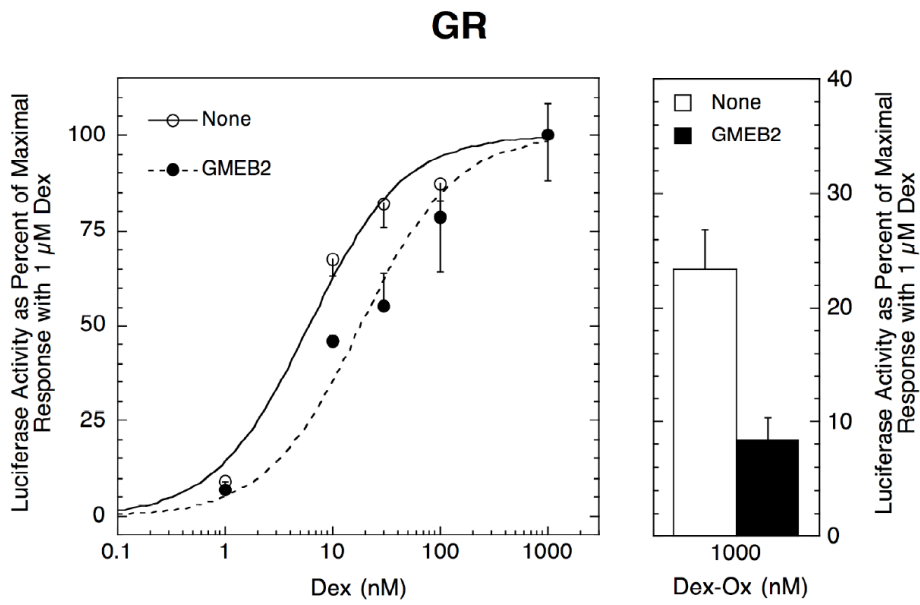 GR
Luciferase Activity as Percent of Maximal
Response with 1 µM Dex
100
75
50
25
0
None
GMEB2
0.1
1
10
100
1000
Dex (nM)
None
GMEB2
40
30
20
10
0
1000
Dex-Ox (nM)
Luciferase Activity as Percent of Maximal
Response with 1 µM Dex